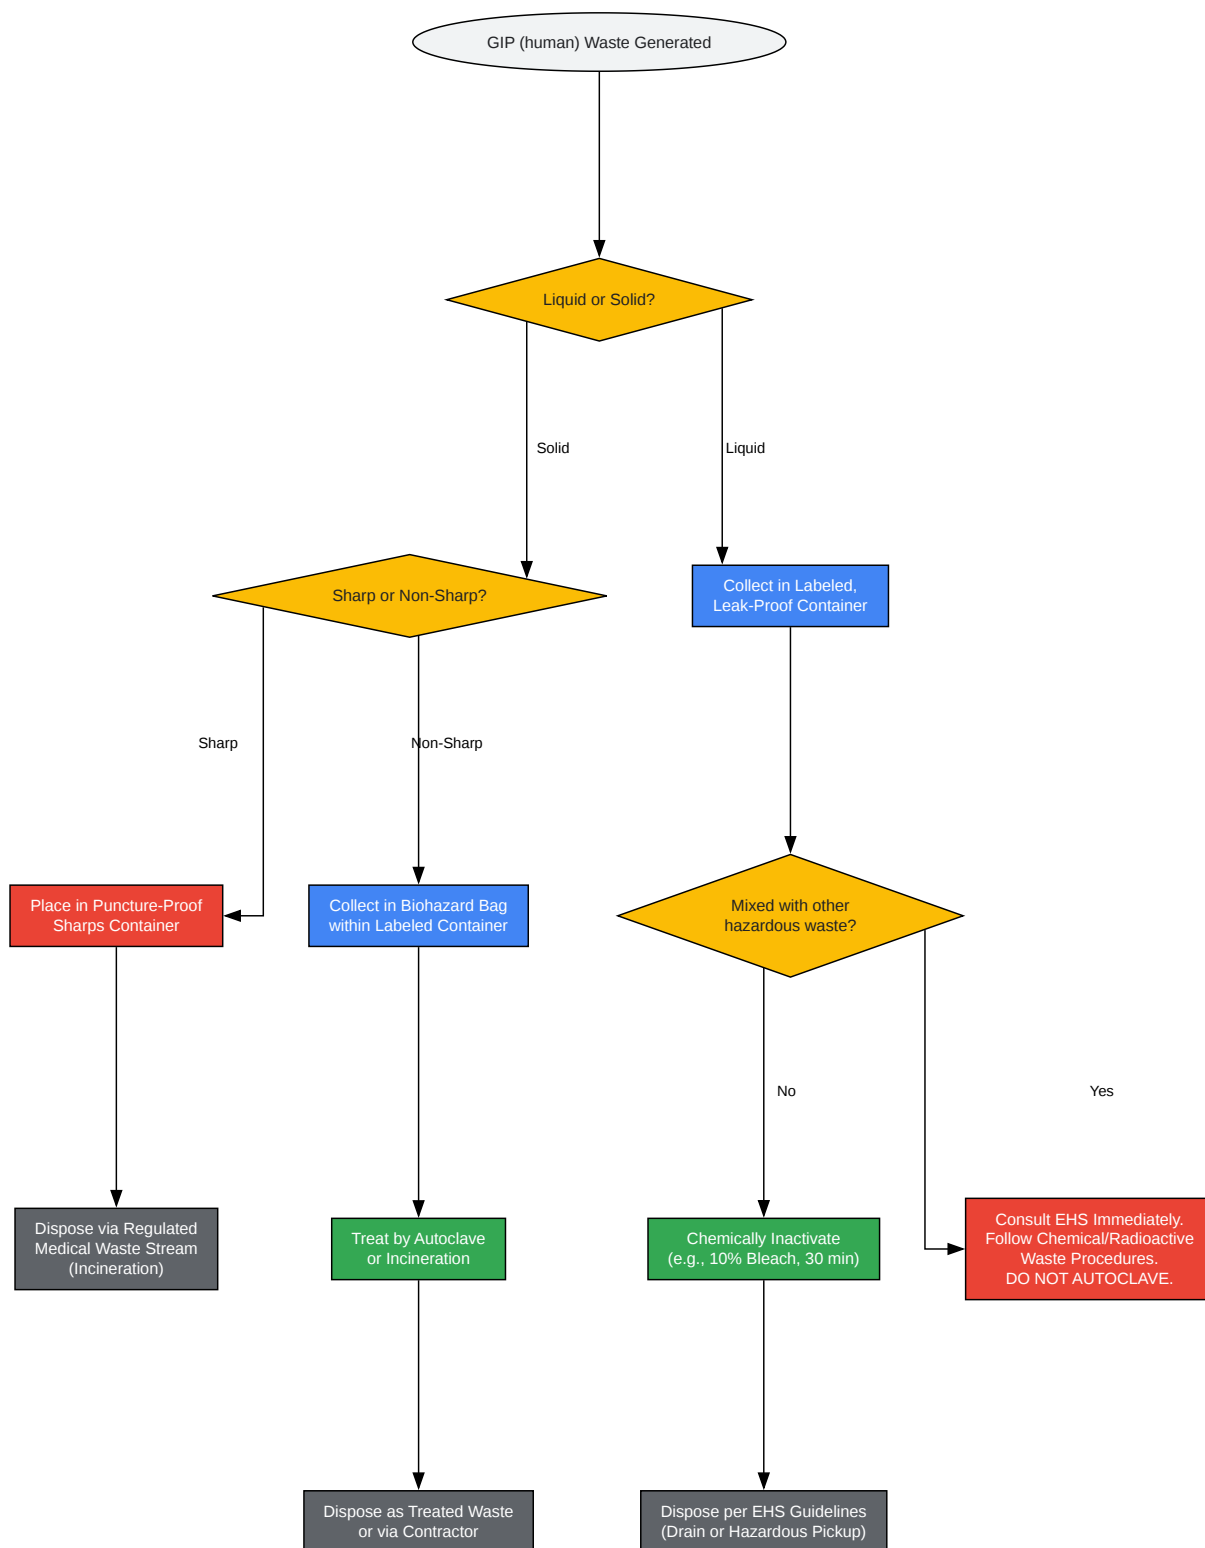 GIP (human) Waste Generated
Liquid or Solid?
Solid
Liquid
Sharp or Non-Sharp?
Collect in Labeled,
Leak-Proof Container
Sharp
Non-Sharp
Place in Puncture-Proof
Sharps Container
Collect in Biohazard Bag
within Labeled Container
Mixed with other
hazardous waste?
No
Yes
Dispose via Regulated
Medical Waste Stream
(Incineration)
Treat by Autoclave
or Incineration
Chemically Inactivate
(e.g., 10% Bleach, 30 min)
Consult EHS Immediately.
Follow Chemical/Radioactive
Waste Procedures.
DO NOT AUTOCLAVE.
Dispose as Treated Waste
or via Contractor
Dispose per EHS Guidelines
(Drain or Hazardous Pickup)